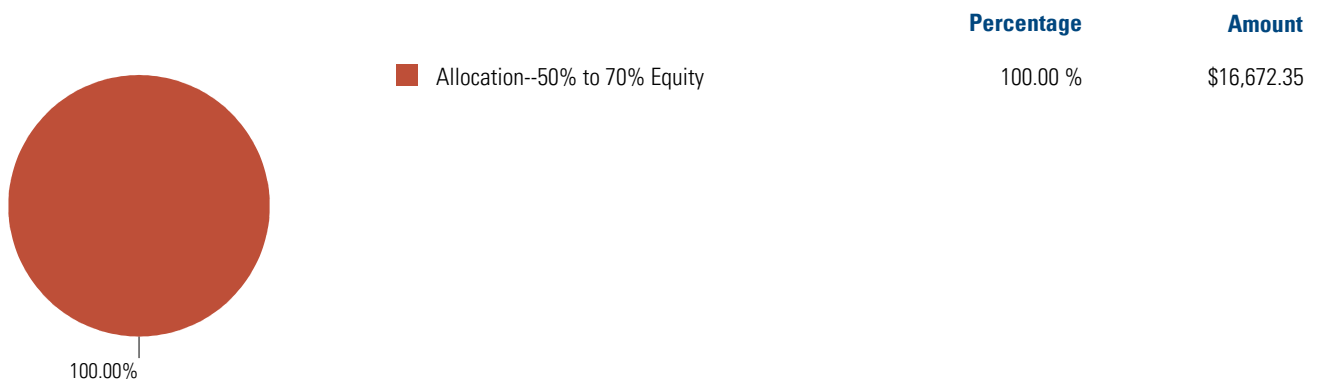 Percentage Amount
Allocation--50% to 70% Equity 100.00 % $16,672.35
100.00%